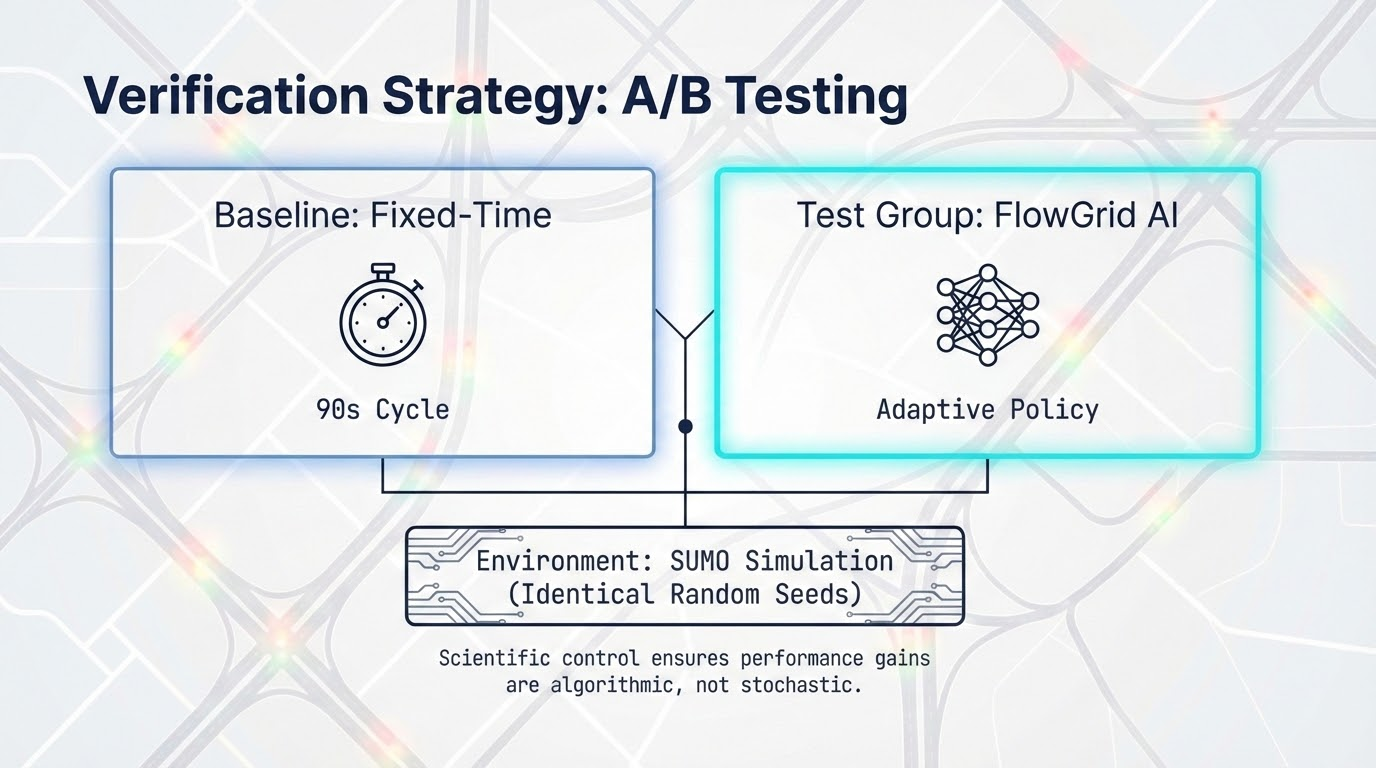 Verification Strategy: A/B Testing
Baseline: Fixed-Time
90s Cycle
Test Group: FlowGrid AI
Adaptive Policy
Environment: SUMO Simulation
(Identical Random Seeds)
Scientific control ensures performance gains
are algorithmic, not stochastic.